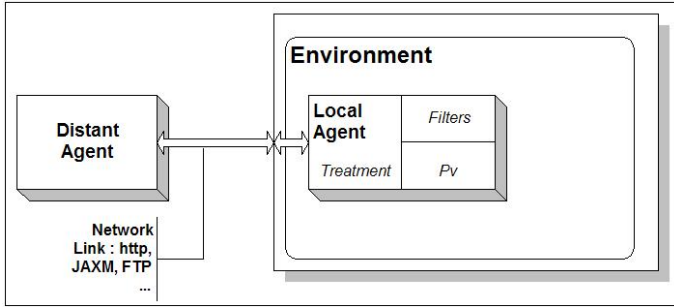 Environment
Distant
Agent
Local
Agent
Filters
Treatment
Pv
Network
Link : http,
JAXM, FTP
...